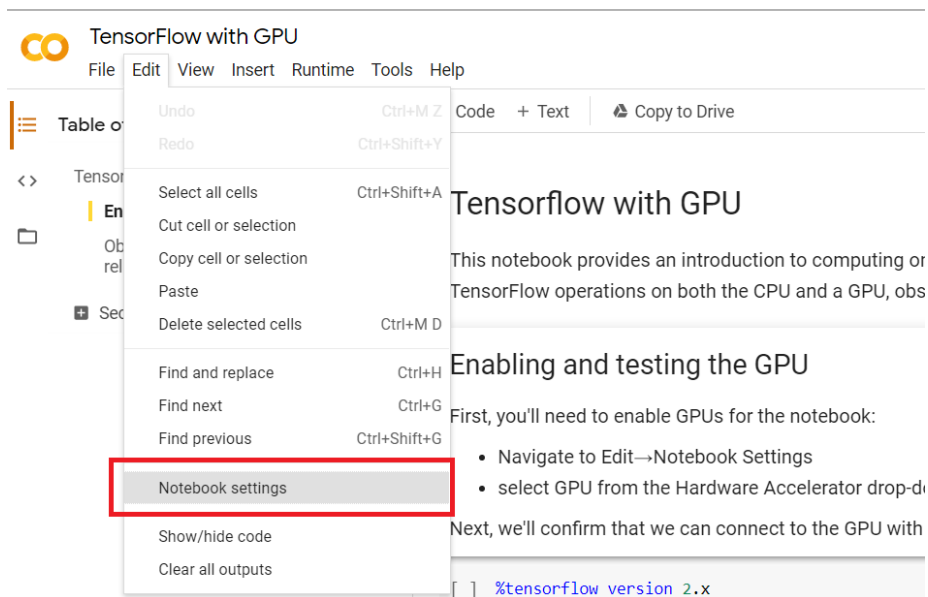 TensorFlow with GPU
File Edit View Insert Runtime Tools Help
Undo Ctrl+M Z
Redo Ctrl+Shift+Y
Select all cells Ctrl+Shift+A
Cut cell or selection
Copy cell or selection
Paste
Delete selected cells Ctrl+M D
Find and replace Ctrl+H
Find next Ctrl+G
Find previous Ctrl+Shift+G
Notebook settings
Show/hide code
Clear all outputs
Table
Code + Text Copy to Drive
Tensorflow with GPU
This notebook provides an introduction to computing
TensorFlow operations on both the CPU and a GPU,
Enabling and testing the GPU
First, you'll need to enable GPUs for the notebook:
• Navigate to Edit→Notebook Settings
• select GPU from the Hardware Accelerator
Next, we'll confirm that we can connect to the GPU with
[ ] %tensorflow_version 2.x